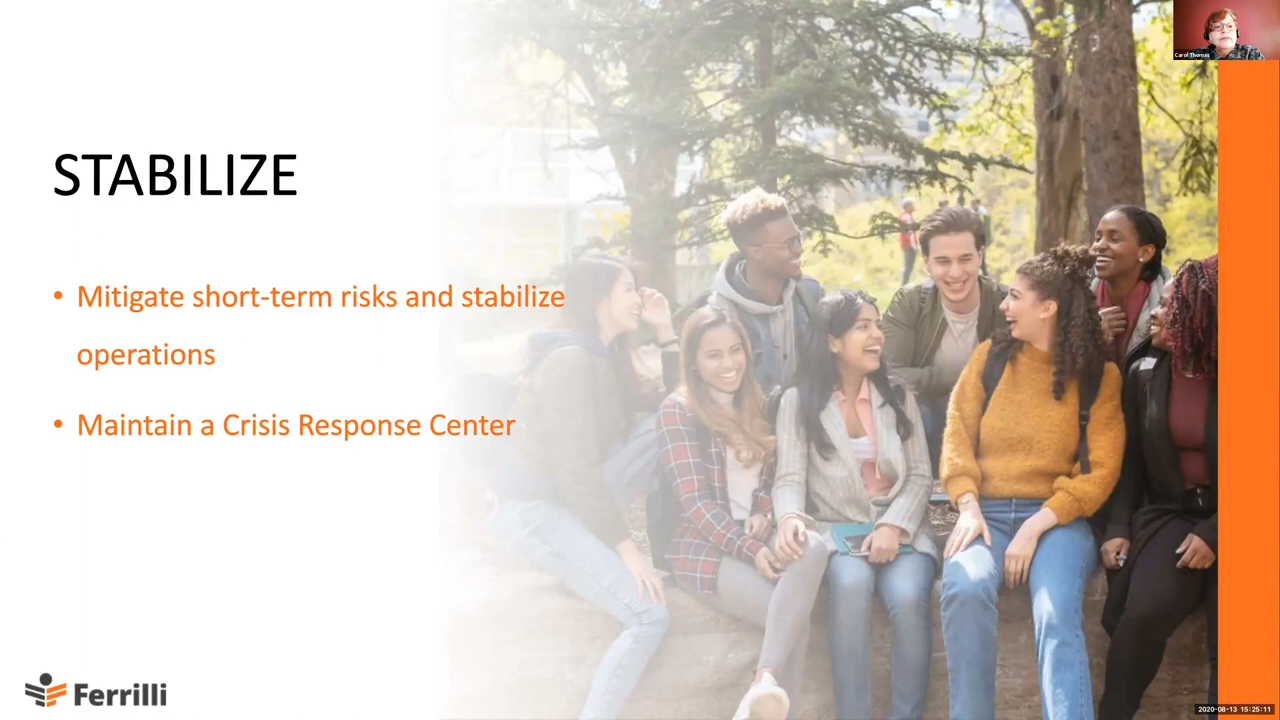 Carol Thomas
STABILIZE
• Mitigate short-term risks and stabilize
operations
• Maintain a Crisis Response Center
Ferrilli
2020-08-13 15:25:11